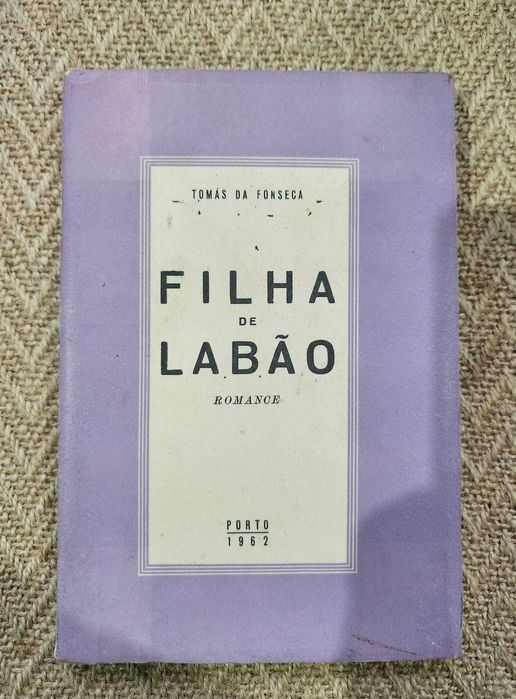 TOMÁS DA FONSECA
FILHA
DE
LABÃO
ROMANCE
PORTO
1962